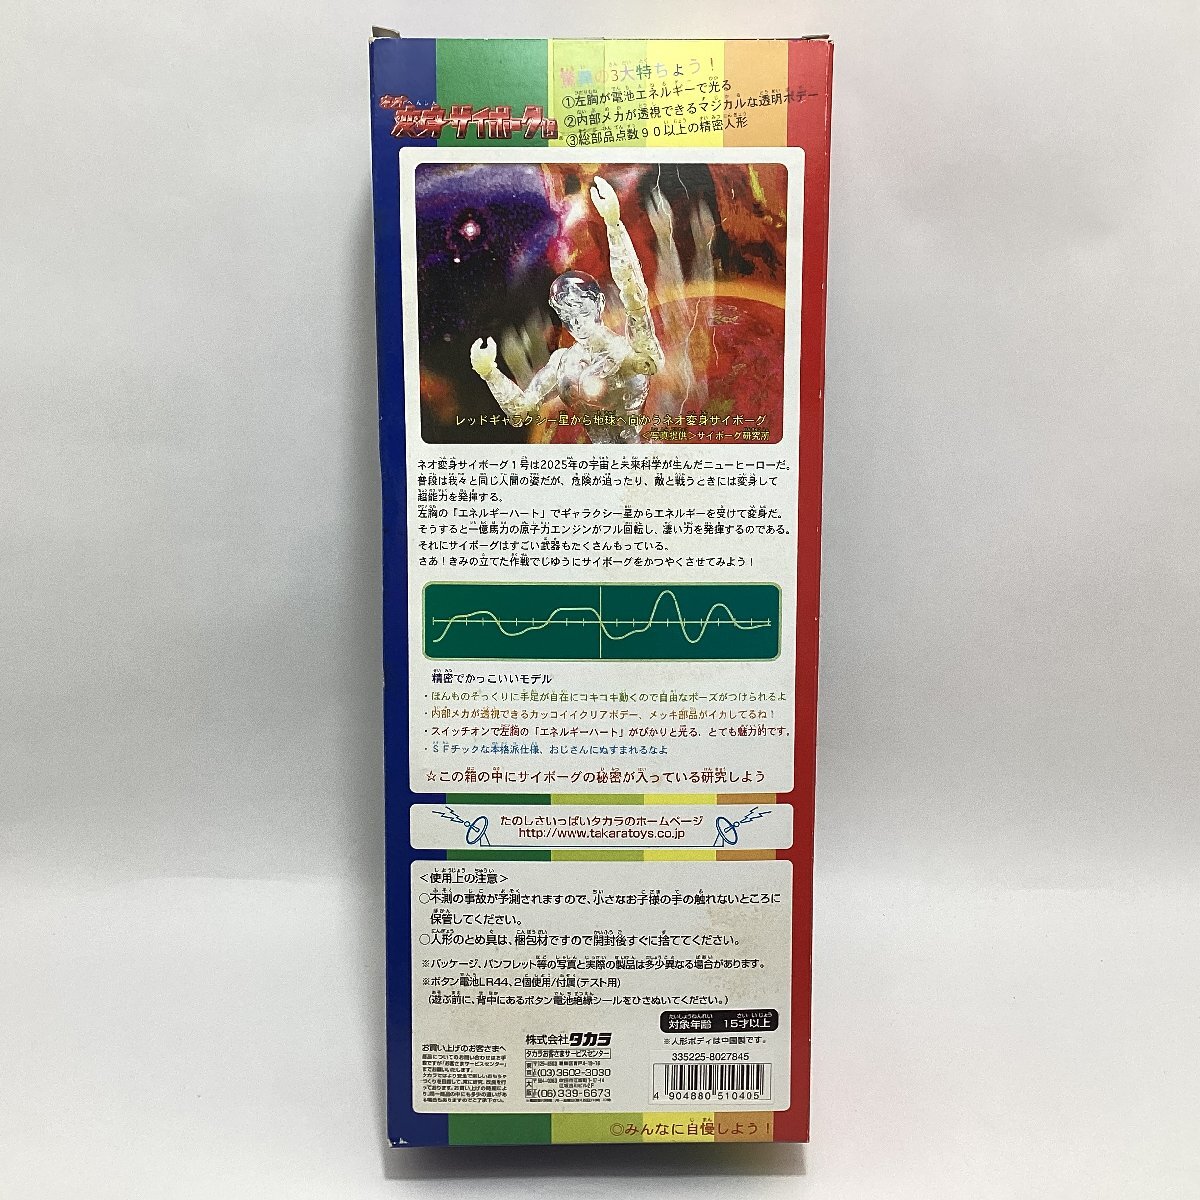 驚異の3大特ちょう！
①左胸が電池エネルギーで光る
②内部メカが透視できるマジカルな透明ボデー
③総部品点数９０以上の精密人形
ネオ変身サイボーグ1号
レッドギャラクシー星から地球へ向かうネオ変身サイボーグ
＜写真提供＞サイボーグ研究所
ネオ変身サイボーグ１号は2025年の宇宙と未来科学が生んだニューヒーローだ。
普段は我々と同じ人間の姿だが、危険が迫ったり、敵と戦うときには変身して
超能力を発揮する。
左胸の「エネルギーハート」でギャラクシー星からエネルギーを受けて変身だ。
そうすると一億馬力の原子力エンジンがフル回転し、凄い力を発揮するのである。
それにサイボーグはすごい武器もたくさんもっている。
さあ！きみの立てた作戦でじゆうにサイボーグをかつやくさせてみよう！
精密でかっこいいモデル
・ほんものそっくりに手足が自在にコキコキ動くので自由なポーズがつけられるよ
・内部メカが透視できるカッコイイクリアボデー、メッキ部品がイカしてるね！
・スイッチオンで左胸の「エネルギーハート」がぴかりと光る、とても魅力的です。
・ＳＦチックな本格派仕様、おじさんにぬすまれるなよ
☆この箱の中にサイボーグの秘密が入っている研究しよう
たのしさいっぱいタカラのホームページ
http://www.takaratoys.co.jp
＜使用上の注意＞
○不測の事故が予測されますので、小さなお子様の手の触れないところに
保管してください。
○人形のとめ具は、梱包材ですので開封後すぐに捨ててください。
※パッケージ、パンフレット等の写真と実際の製品は多少異なる場合があります。
※ボタン電池LR44、2個使用/付属(テスト用)
(遊ぶ前に、背中にあるボタン電池絶縁シールをひきぬいてください。)
対象年齢 15才以上
※人形ボディは中国製です。
お買い上げのお客さまへ
株式会社タカラ
タカラお客さまサービスセンター
東京
(03)3602-3030
大阪
(06)339-6673
335225-8027845
4 904880 510405
◎みんなに自慢しよう！